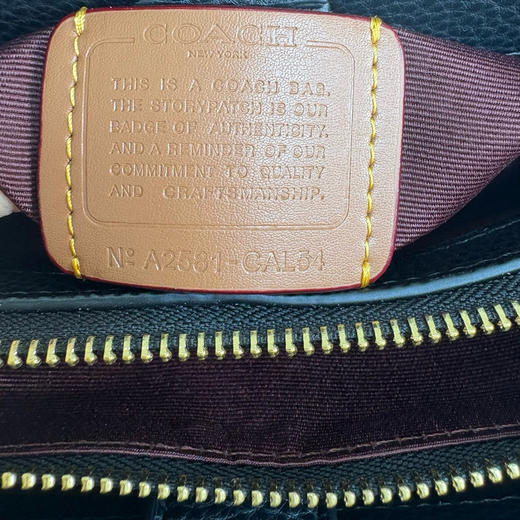 COACH
NEW YORK
THIS IS A COACH BAG.
THE STORYPATCH IS OUR
BADGE OF AUTHENTICITY.
AND A REMINDER OF OUR
COMMITMENT TO QUALITY
AND CRAFTSMANSHIP.
Nº A2581-CAL54